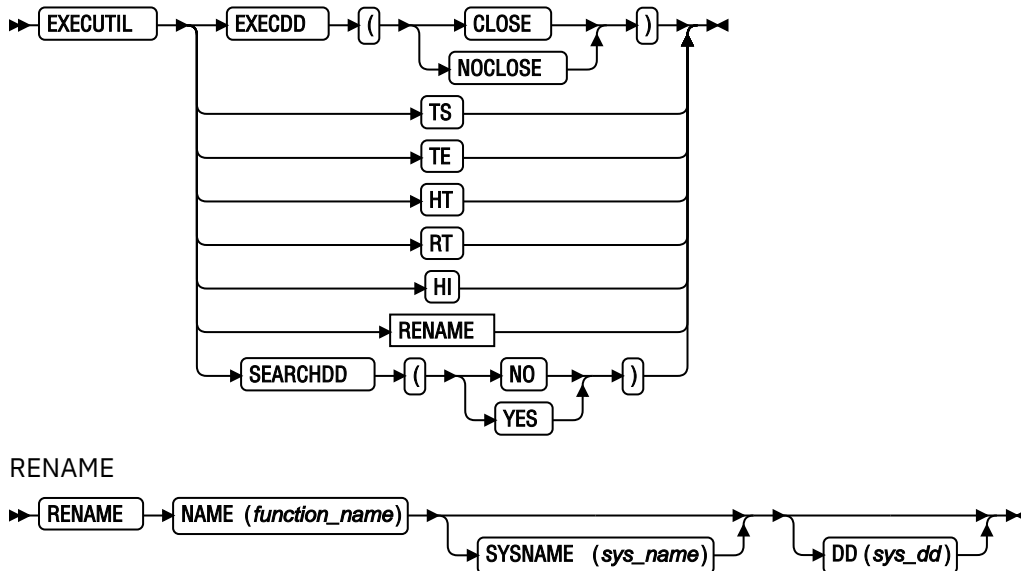 EXECUTIL EXECDD ( CLOSE )
NOCLOSE
TS
TE
HT
RT
HI
RENAME
SEARCHDD ( NO )
YES
RENAME
RENAME NAME (function_name)
SYSNAME (sys_name) DD (sys_dd)